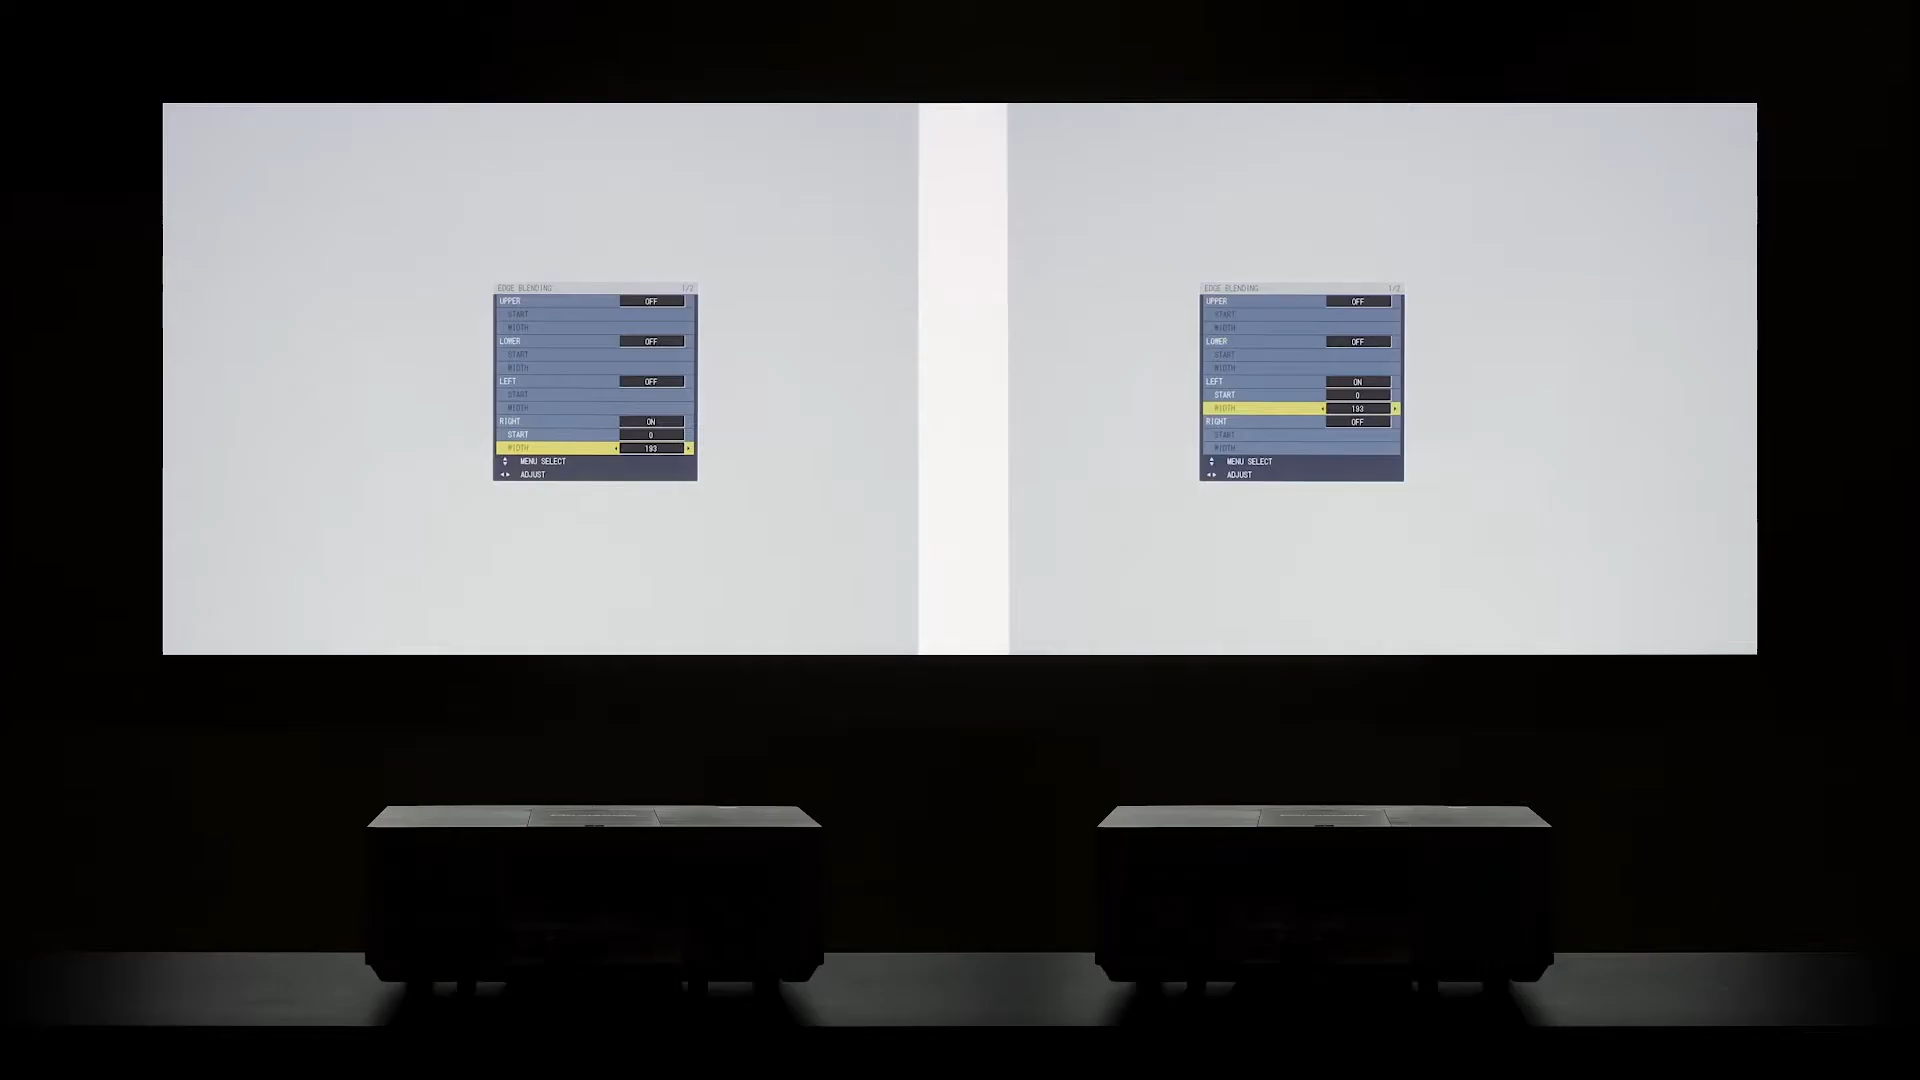 EDGE BLENDING 1/2
UPPER OFF
START
WIDTH
LOWER OFF
START
WIDTH
LEFT OFF
START
WIDTH
RIGHT ON
START 0
WIDTH 193
MENU SELECT
ADJUST
EDGE BLENDING 1/2
UPPER OFF
START
WIDTH
LOWER OFF
START
WIDTH
LEFT ON
START 0
WIDTH 193
RIGHT OFF
START
WIDTH
MENU SELECT
ADJUST